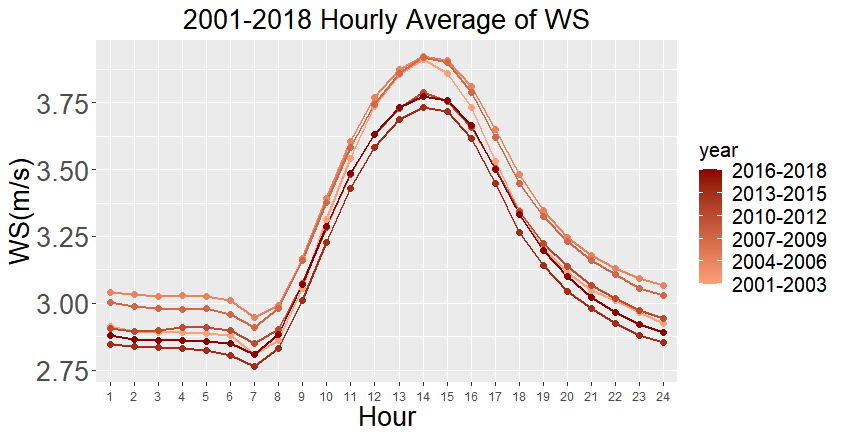 2001-2018 Hourly Average of WS
WS(m/s)
3.75
3.50
3.25
3.00
2.75
1 2 3 4 5 6 7 8 9 10 11 12 13 14 15 16 17 18 19 20 21 22 23 24
Hour
year
2016-2018
2013-2015
2010-2012
2007-2009
2004-2006
2001-2003